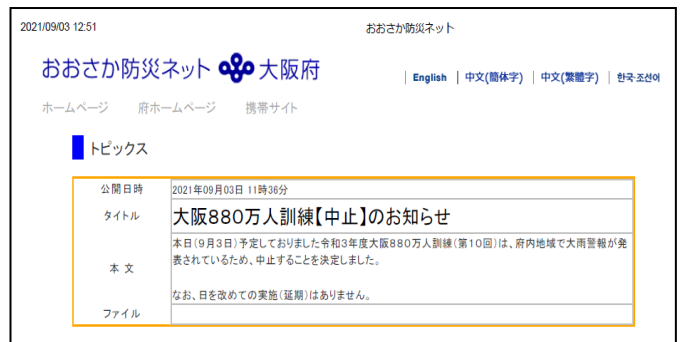 2021/09/03 12:51 おおさか防災ネット
おおさか防災ネット 大阪府
| English | 中文(簡体字) | 中文(繁體字) | 한국·조선어
ホームページ 府ホームページ 携帯サイト
トピックス
公開日時 2021年09月03日 11時36分
タイトル 大阪880万人訓練【中止】のお知らせ
本文 本日(9月3日)予定しておりました令和3年度大阪880万人訓練(第10回)は、府内地域で大雨警報が発
表されているため、中止することを決定しました。
なお、日を改めての実施(延期)はありません。
ファイル